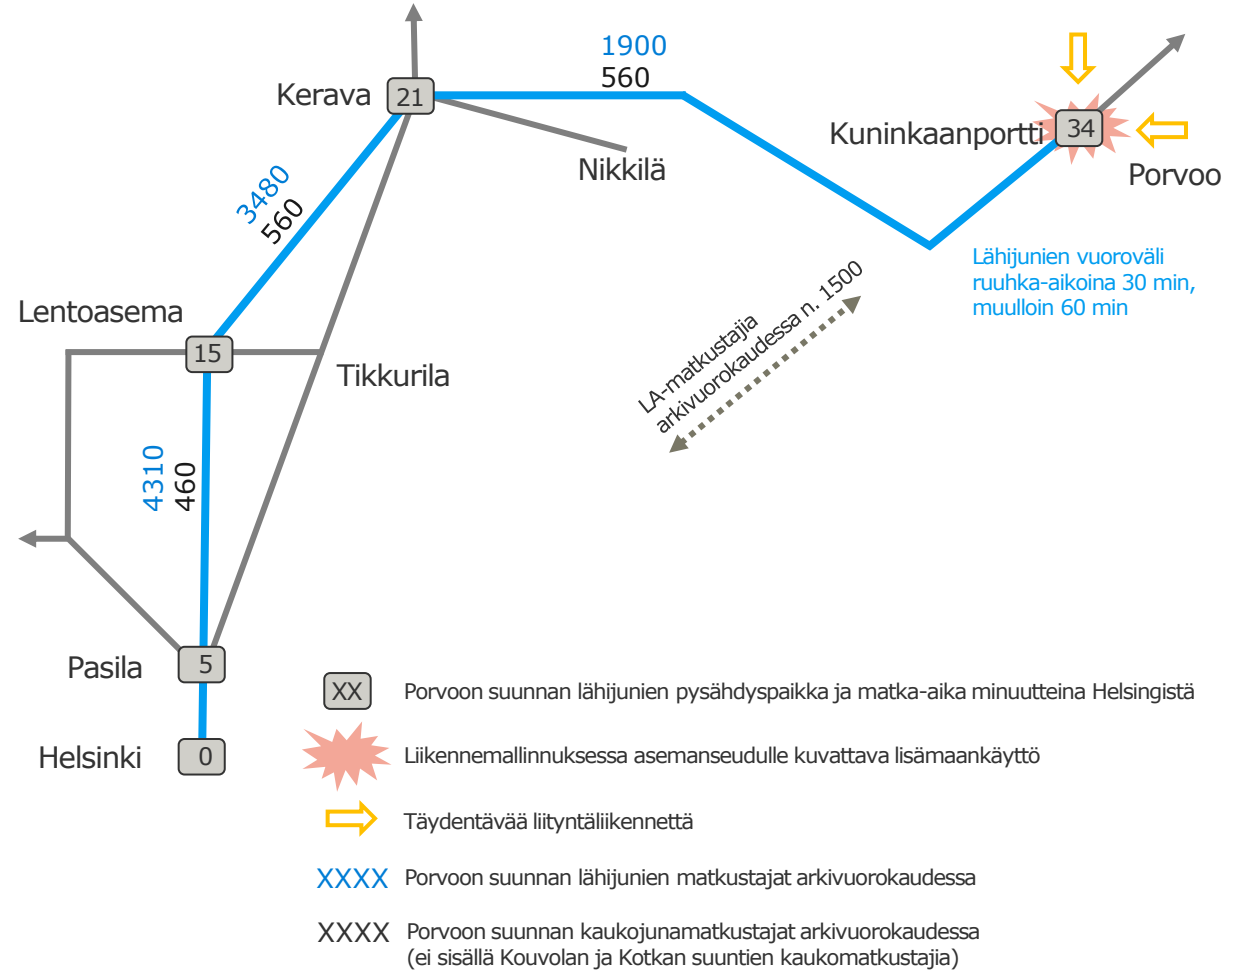 1900
560
Kerava
21
Kuninkaanportti
34
Nikkilä
Porvoo
3480
560
Lähijunien vuoroväli
ruuhka-aikoina 30 min,
muulloin 60 min
LA-matkustajia
arkivuorokaudessa n. 1500
Lentoasema
15
Tikkurila
4310
460
Pasila
5
Helsinki
0
XX Porvoon suunnan lähijunien pysähdyspaikka ja matka-aika minuutteina Helsingistä
Liikennemallinnuksessa asemanseudulle kuvattava lisämaankäyttö
Täydentävää liityntäliikennettä
XXXX Porvoon suunnan lähijunien matkustajat arkivuorokaudessa
XXXX Porvoon suunnan kaukojunamatkustajat arkivuorokaudessa
(ei sisällä Kouvolan ja Kotkan suuntien kaukomatkustajia)